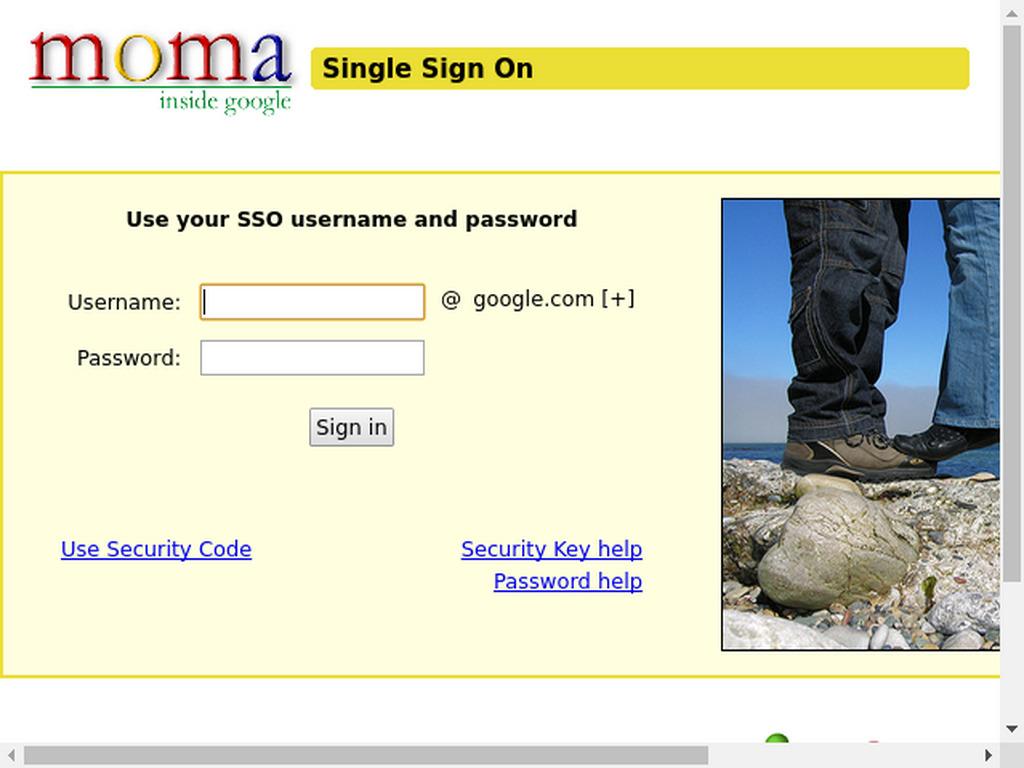 moma
inside google
Single Sign On
Use your SSO username and password
Username: @ google.com [+]
Password:
Sign in
Use Security Code Security Key help
Password help